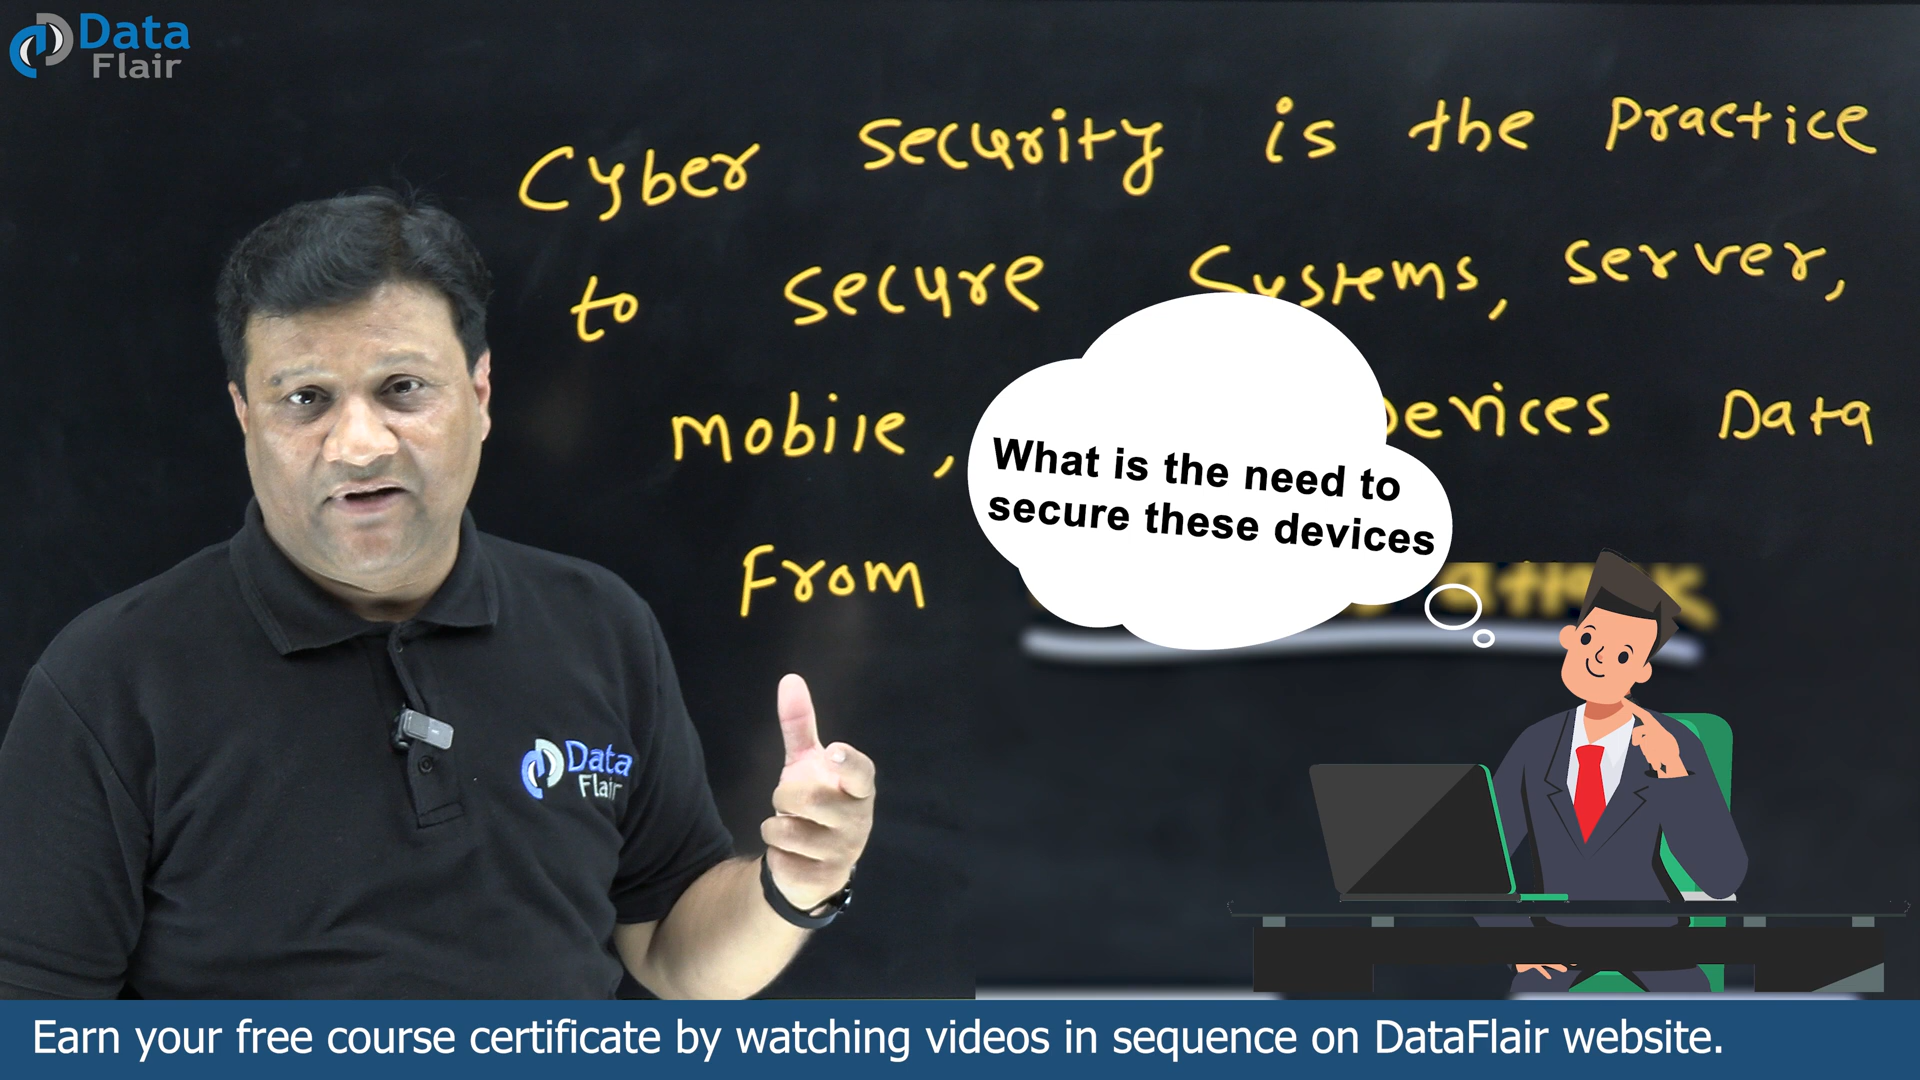 Data
Flair
Cyber Security is the Practice
to secure Systems, server,
Mobile, Devices Data
From
What is the need to
secure these devices
Data
Flair
Earn your free course certificate by watching videos in sequence on DataFlair website.